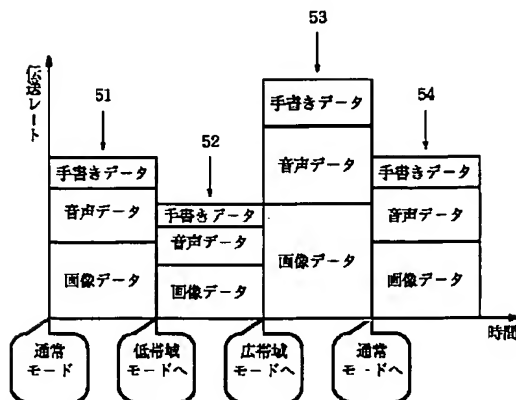 53
伝送レート
51
54
手書きデータ
52
手書きデータ
手書きデータ
音声データ
音声データ
手書きデータ
音声データ
音声データ
画像データ
画像データ
画像データ
画像データ
時間
通常
モード
低帯域
モードへ
広帯域
モードへ
通常
ードへ